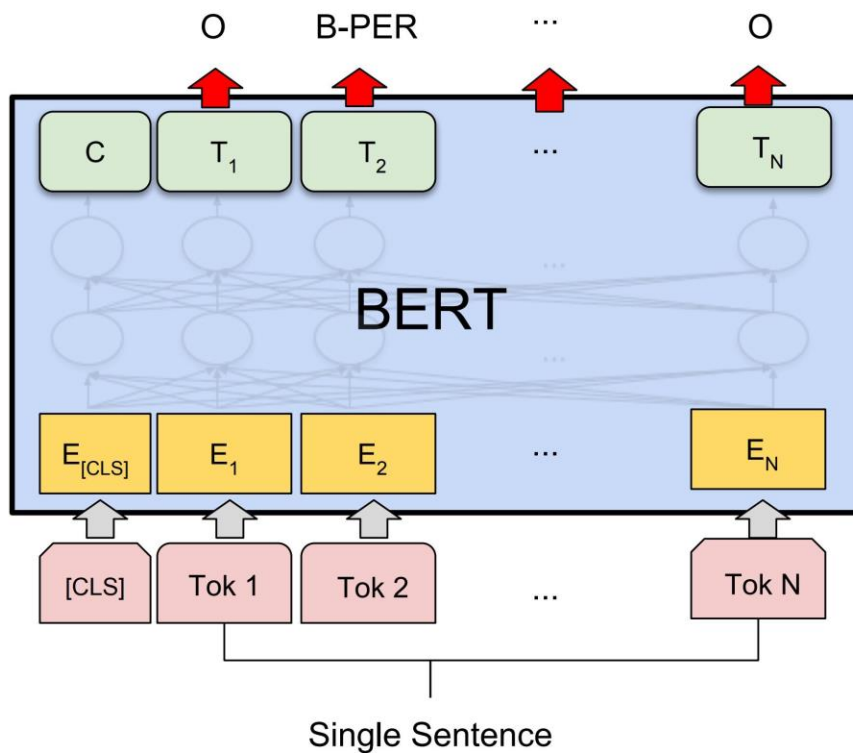 O B-PER ... O
C T1 T2 ... TN
...
BERT
...
E[CLS] E1 E2 ... EN
[CLS] Tok 1 Tok 2 ... Tok N
Single Sentence